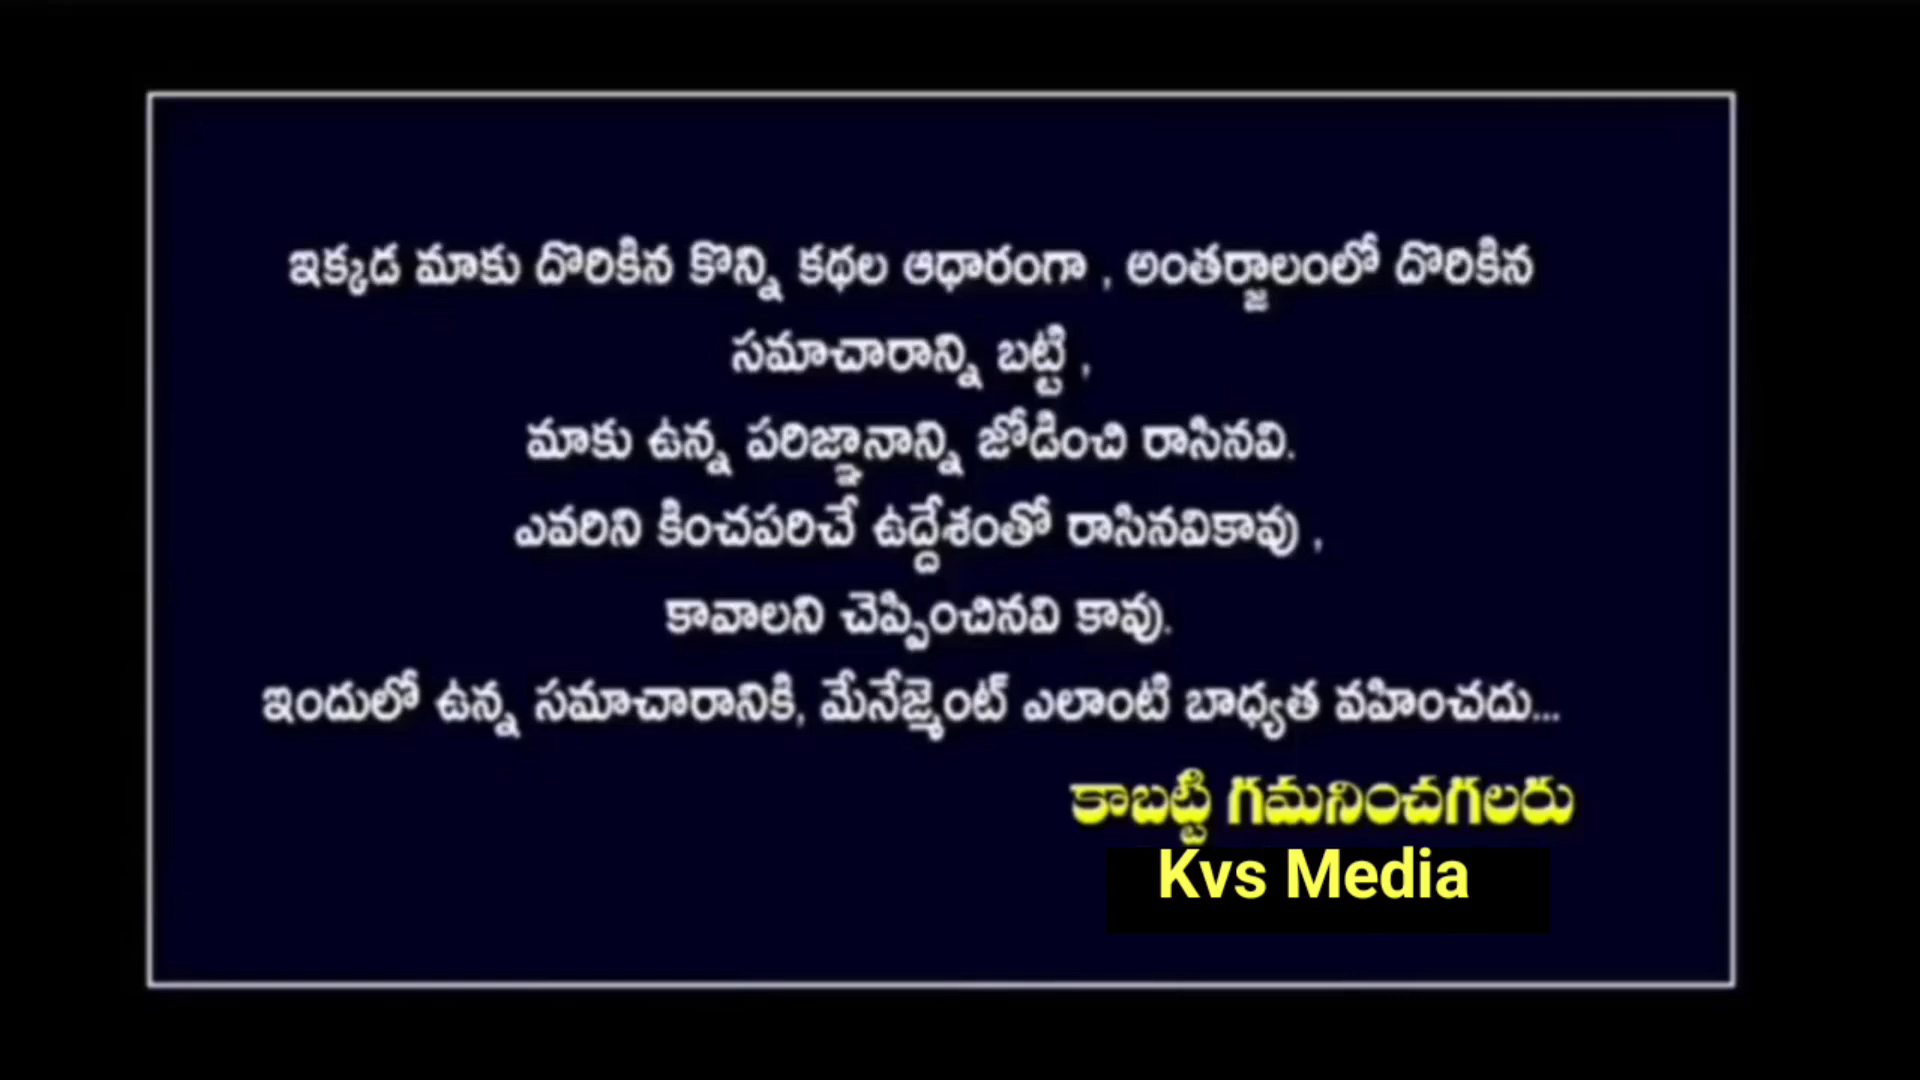 ఇక్కడ మాకు దొరికిన కొన్ని కథల ఆధారంగా , అంతర్జాలంలో దొరికిన
సమాచారాన్ని బట్టి ,
మాకు ఉన్న పరిజ్ఞానాన్ని జోడించి రాసినవి.
ఎవరిని కించపరిచే ఉద్దేశంతో రాసినవికావు ,
కావాలని చెప్పించినవి కావు.
ఇందులో ఉన్న సమాచారానికి, మేనేజ్మెంట్ ఎలాంటి బాధ్యత వహించదు...
కాబట్టి గమనించగలరు
Kvs Media